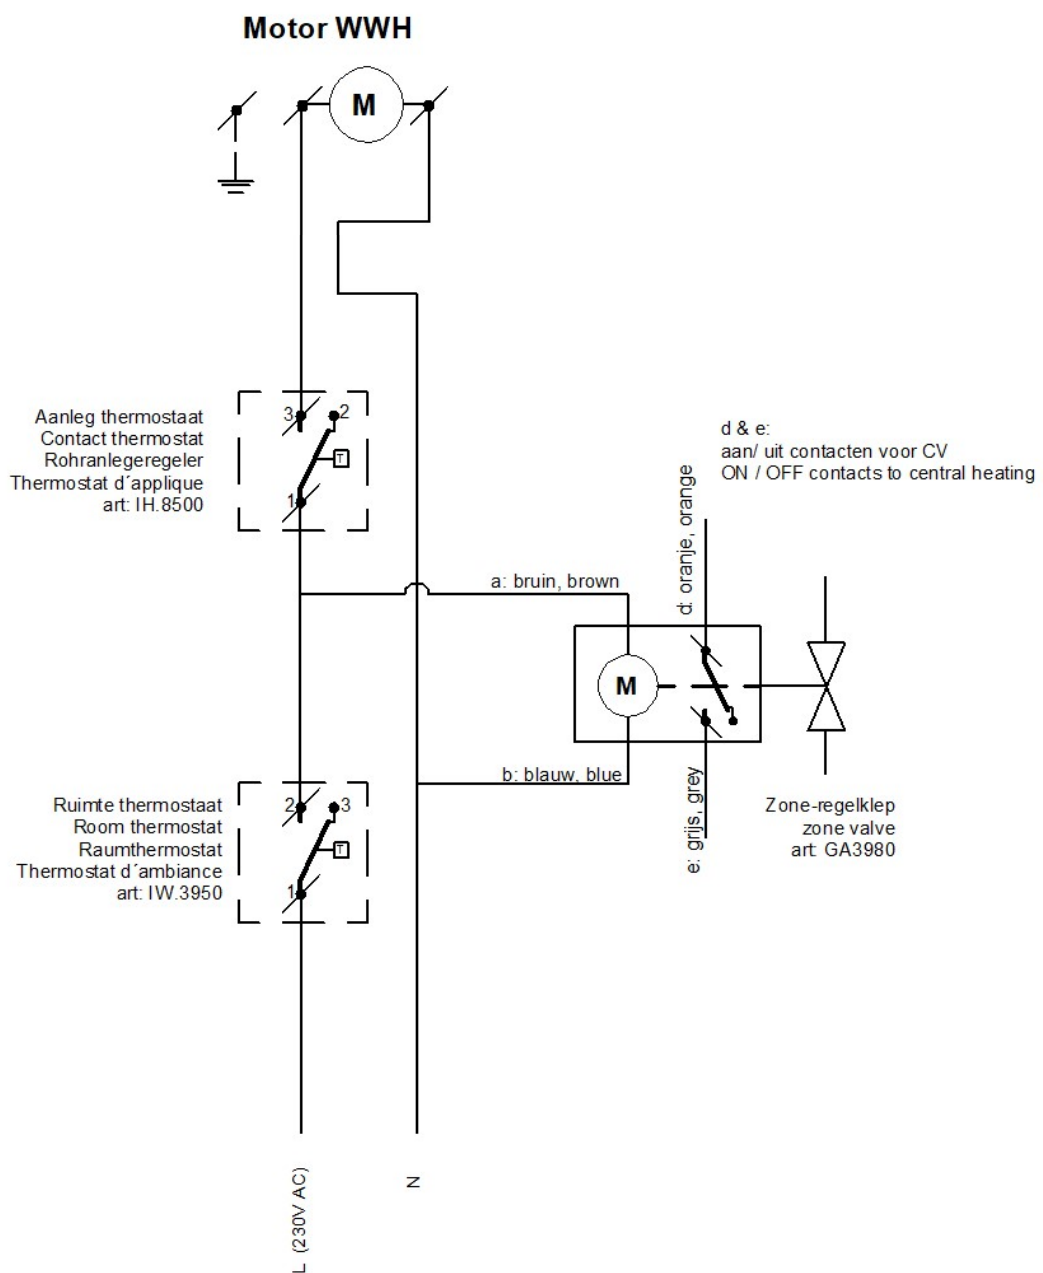 Motor WWH
M
3
2
Aanleg thermostaat
Contact thermostat
Rohranlegeregeler
Thermostat d´applique
art: IH.8500
T
1
d & e:
aan/ uit contacten voor CV
ON / OFF contacts to central heating
d: oranje, orange
a: bruin, brown
M
b: blauw, blue
e: grijs, grey
Zone-regelklep
zone valve
art: GA3980
2
3
Ruimte thermostaat
Room thermostat
Raumthermostat
Thermostat d´ambiance
art: IW.3950
T
1
L (230V AC)
N